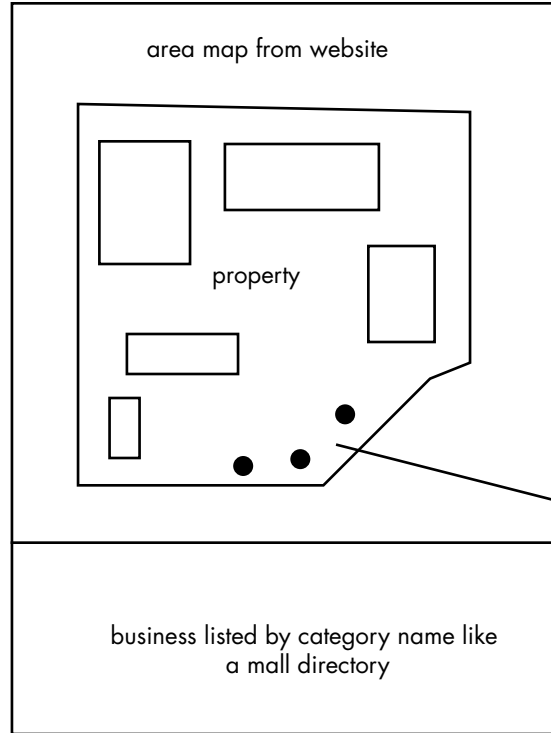 area map from website
property
business listed by category name like
a mall directory